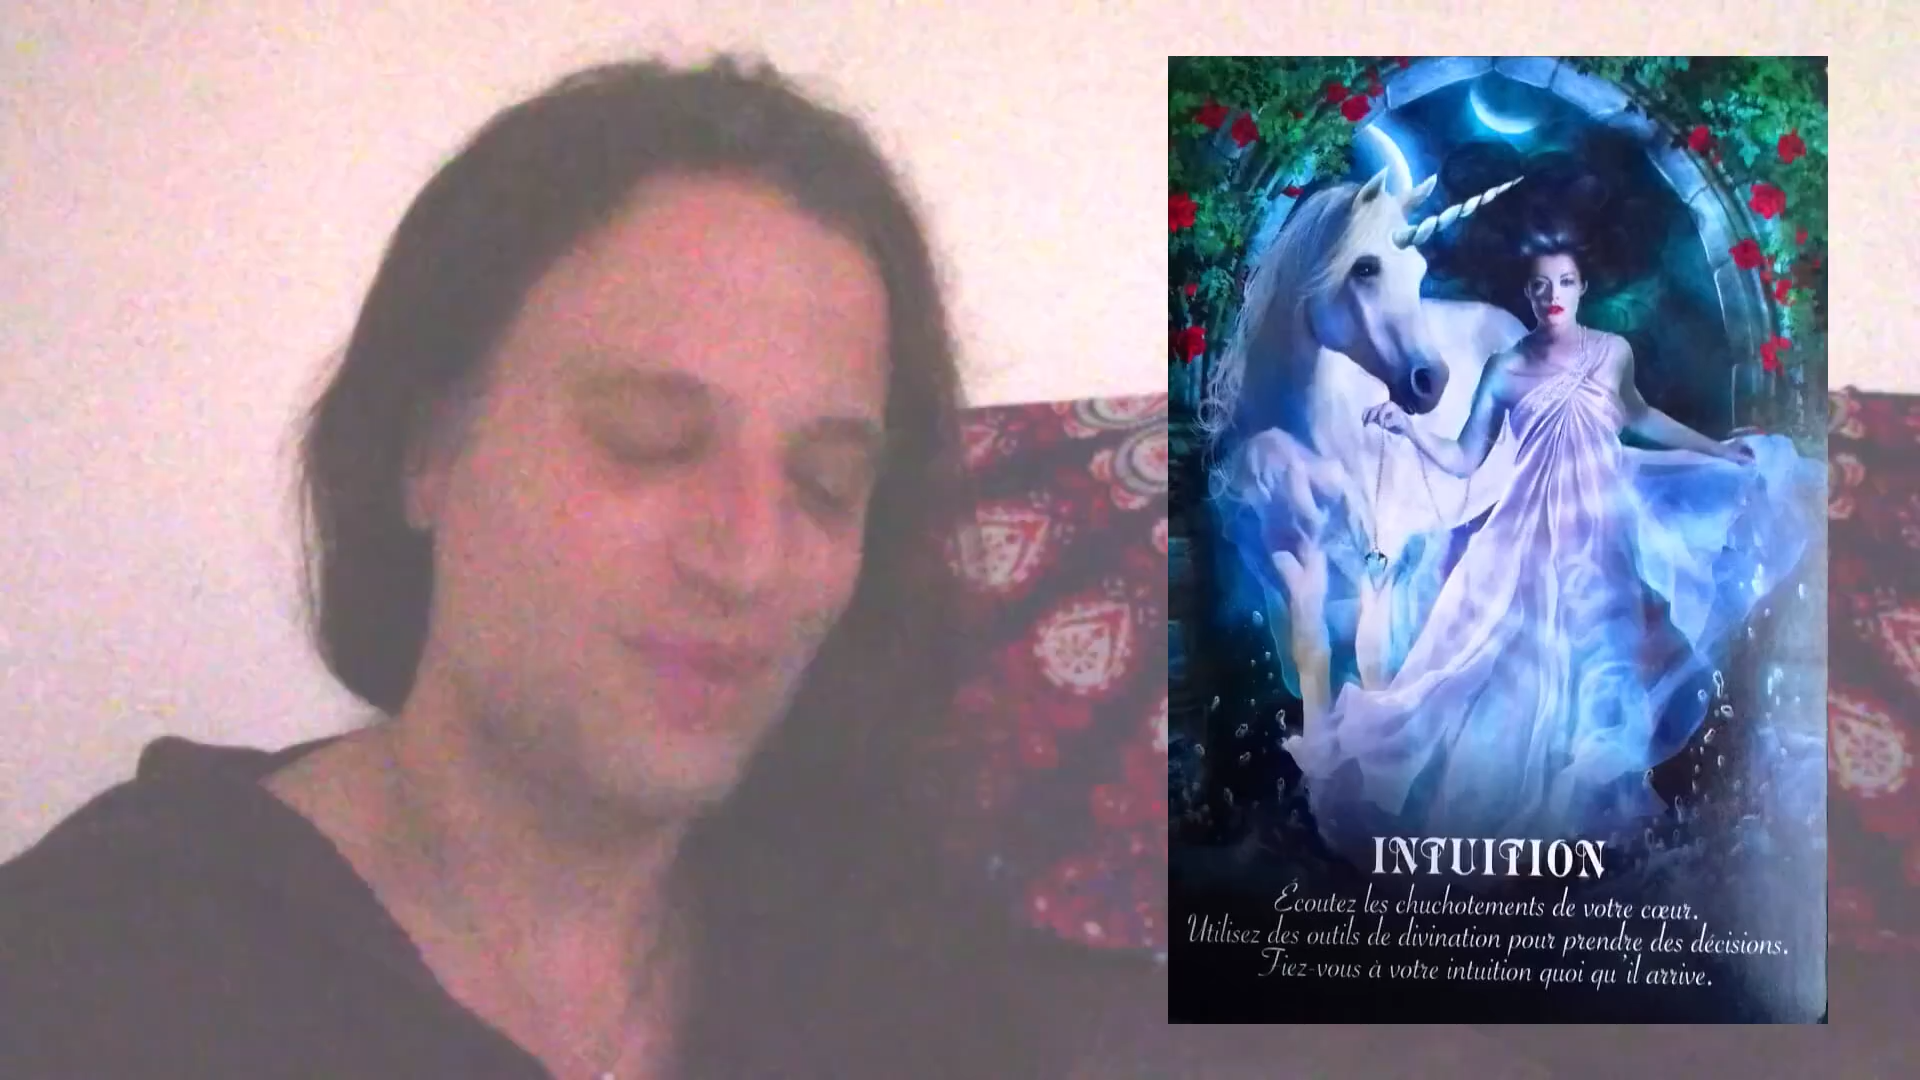 INTUITION
Écoutez les chuchotements de votre cœur.
Utilisez des outils de divination pour prendre des décisions.
Fiez-vous à votre intuition quoi qu'il arrive.